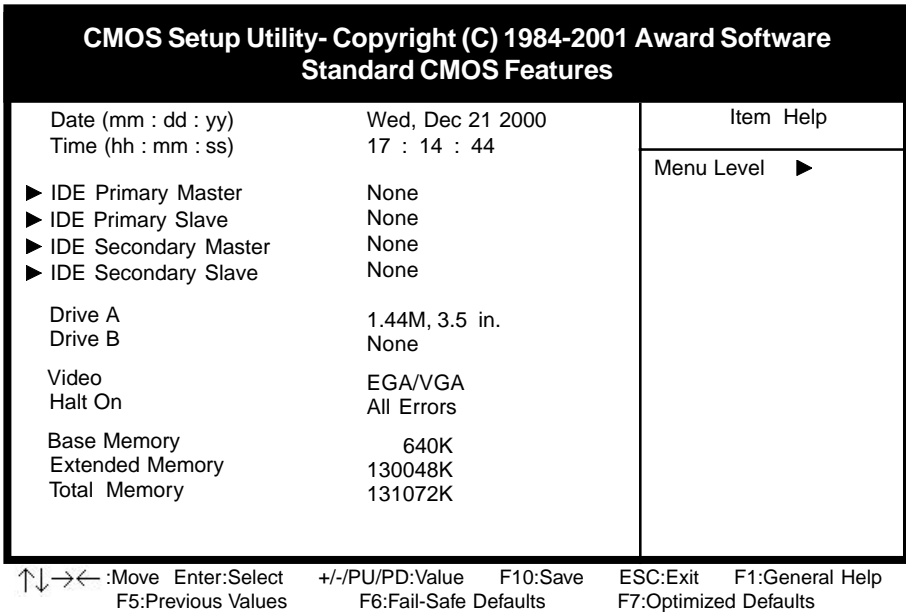 CMOS Setup Utility- Copyright (C) 1984-2001 Award Software
Standard CMOS Features
Date (mm : dd : yy) Wed, Dec 21 2000
Time (hh : mm : ss) 17 : 14 : 44
▶ IDE Primary Master None
▶ IDE Primary Slave None
▶ IDE Secondary Master None
▶ IDE Secondary Slave None
Drive A 1.44M, 3.5 in.
Drive B None
Video EGA/VGA
Halt On All Errors
Base Memory 640K
Extended Memory 130048K
Total Memory 131072K
Item Help
Menu Level ▶
↑↓→← :Move Enter:Select +/-/PU/PD:Value F10:Save ESC:Exit F1:General Help
F5:Previous Values F6:Fail-Safe Defaults F7:Optimized Defaults